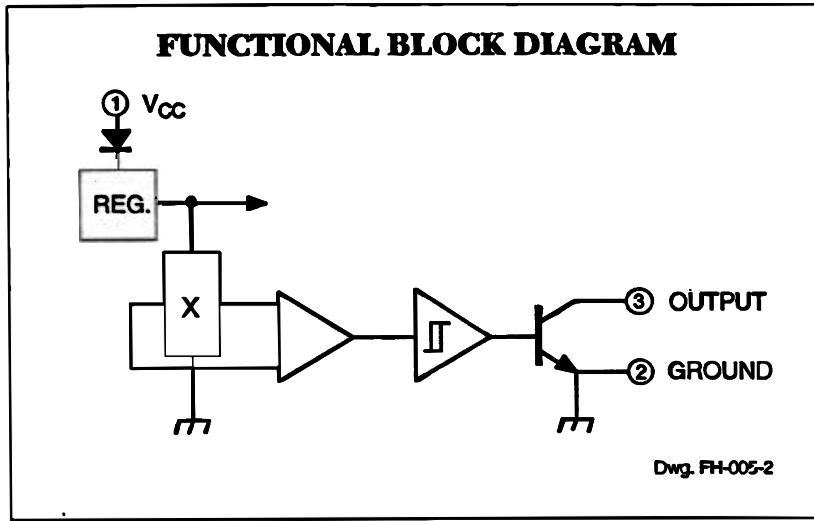 FUNCTIONAL BLOCK DIAGRAM
1 VCC
REG.
X
3 OUTPUT
2 GROUND
Dwg. FH-005-2